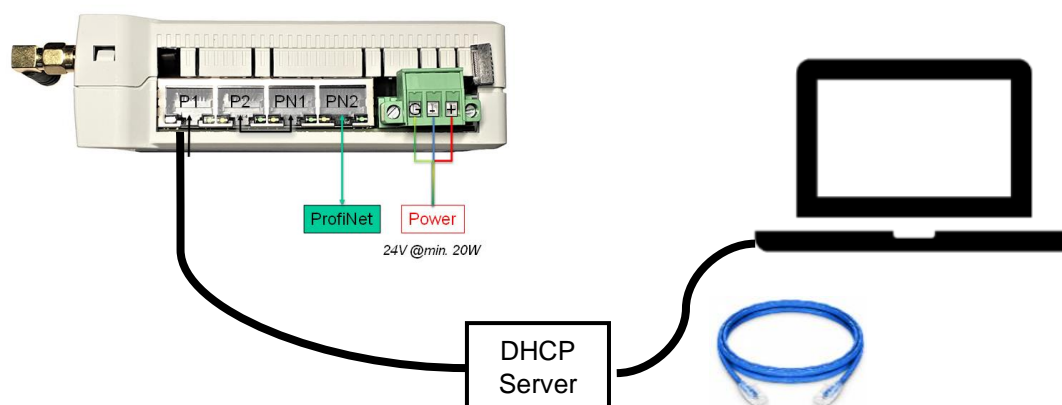 P1 P2 PN1 PN2 G - +
ProfiNet
Power
24V @min. 20W
DHCP
Server